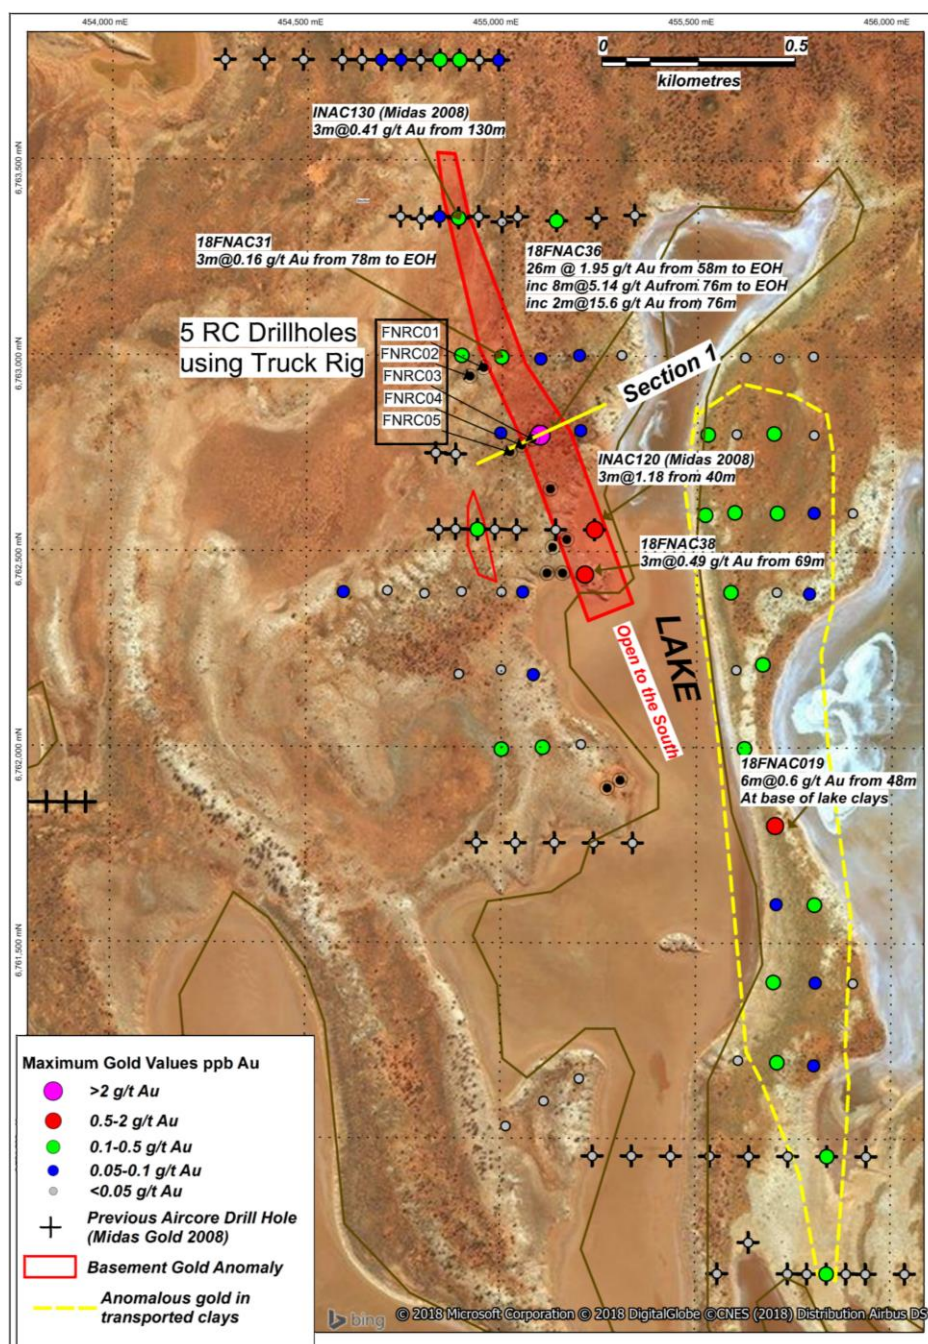 454,000 mE
454,500 mE
455,000 mE
455,500 mE
456,000 mE
0 0.5
kilometres
INAC130 (Midas 2008)
3m@0.41 g/t Au from 130m
6,763,500 mN
18FNAC31
3m@0.16 g/t Au from 78m to EOH
18FNAC36
26m @ 1.95 g/t Au from 58m to EOH
inc 8m@5.14 g/t Aufrom 76m to EOH
inc 2m@15.6 g/t Au from 76m
5 RC Drillholes
using Truck Rig
FNRC01
FNRC02
FNRC03
FNRC04
FNRC05
6,763,000 mN
Section 1
INAC120 (Midas 2008)
3m@1.18 from 40m
18FNAC38
3m@0.49 g/t Au from 69m
6,762,500 mN
LAKE
Open to the South
6,762,000 mN
18FNAC019
6m@0.6 g/t Au from 48m
At base of lake clays
6,761,500 mN
Maximum Gold Values ppb Au
>2 g/t Au
0.5-2 g/t Au
0.1-0.5 g/t Au
0.05-0.1 g/t Au
<0.05 g/t Au
Previous Aircore Drill Hole
(Midas Gold 2008)
Basement Gold Anomaly
Anomalous gold in
transported clays
bing © 2018 Microsoft Corporation © 2018 DigitalGlobe ©CNES (2018) Distribution Airbus DS